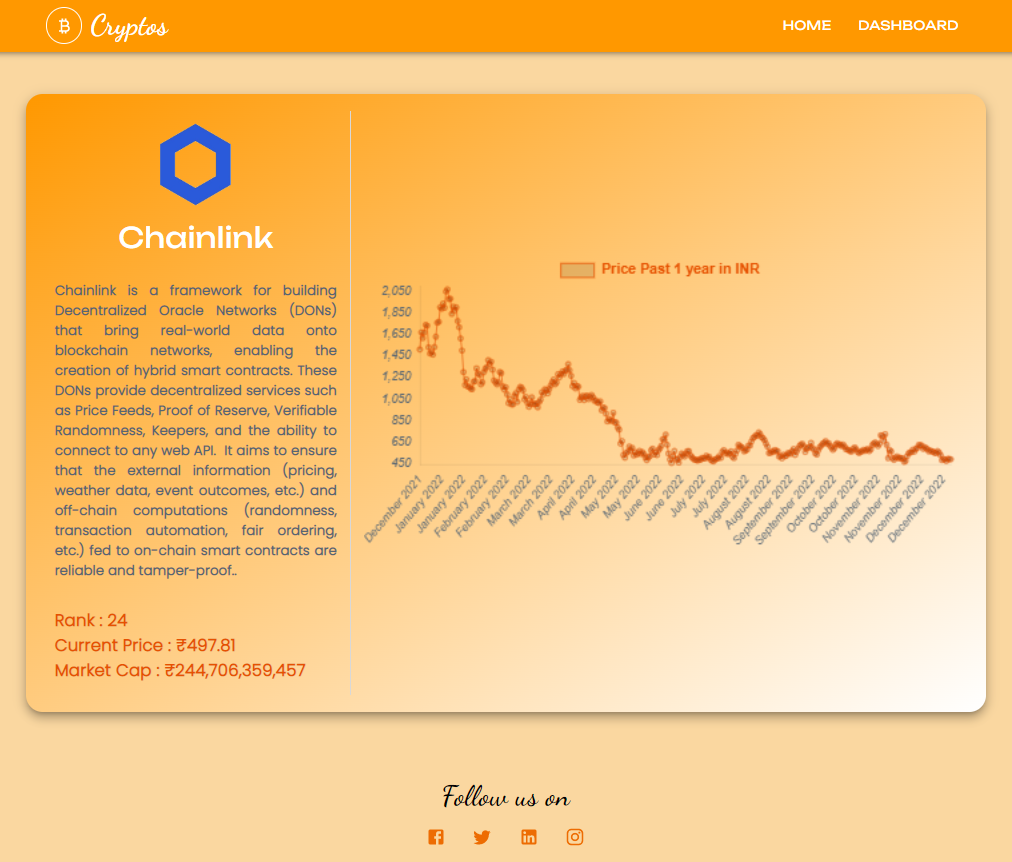 Cryptos
HOME DASHBOARD
Chainlink
Chainlink is a framework for building
Decentralized Oracle Networks (DONs)
that bring real-world data onto
blockchain networks, enabling the
creation of hybrid smart contracts. These
DONs provide decentralized services such
as Price Feeds, Proof of Reserve, Verifiable
Randomness, Keepers, and the ability to
connect to any web API. It aims to ensure
that the external information (pricing,
weather data, event outcomes, etc.) and
off-chain computations (randomness,
transaction automation, fair ordering,
etc.) fed to on-chain smart contracts are
reliable and tamper-proof..
Rank : 24
Current Price : ₹497.81
Market Cap : ₹244,706,359,457
Price Past 1 year in INR
2,050
1,850
1,650
1,450
1,250
1,050
850
650
450
December 2021
January 2022
January 2022
February 2022
February 2022
March 2022
March 2022
April 2022
April 2022
May 2022
May 2022
June 2022
June 2022
July 2022
July 2022
August 2022
August 2022
September 2022
September 2022
October 2022
October 2022
November 2022
November 2022
December 2022
December 2022
Follow us on